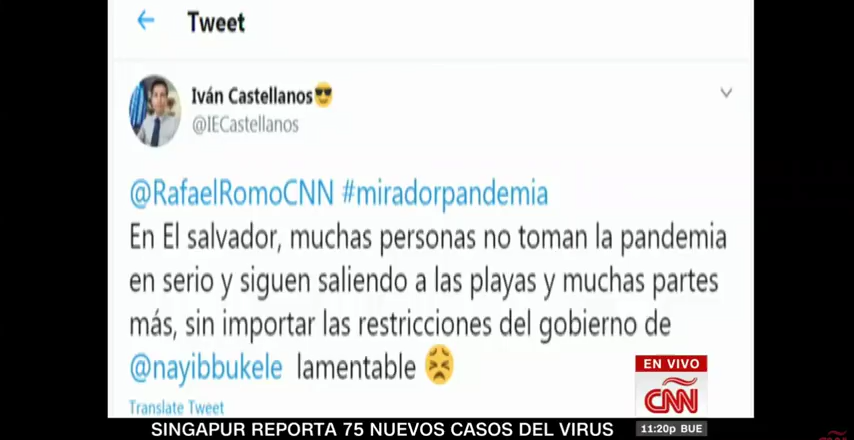 Tweet
Iván Castellanos😎
@IECastellanos
@RafaelRomoCNN #miradorpandemia
En El salvador, muchas personas no toman la pandemia
en serio y siguen saliendo a las playas y muchas partes
más, sin importar las restricciones del gobierno de
@nayibbukele lamentable 😣
Translate Tweet
EN VIVO
CNN
11:20p BUE
SINGAPUR REPORTA 75 NUEVOS CASOS DEL VIRUS